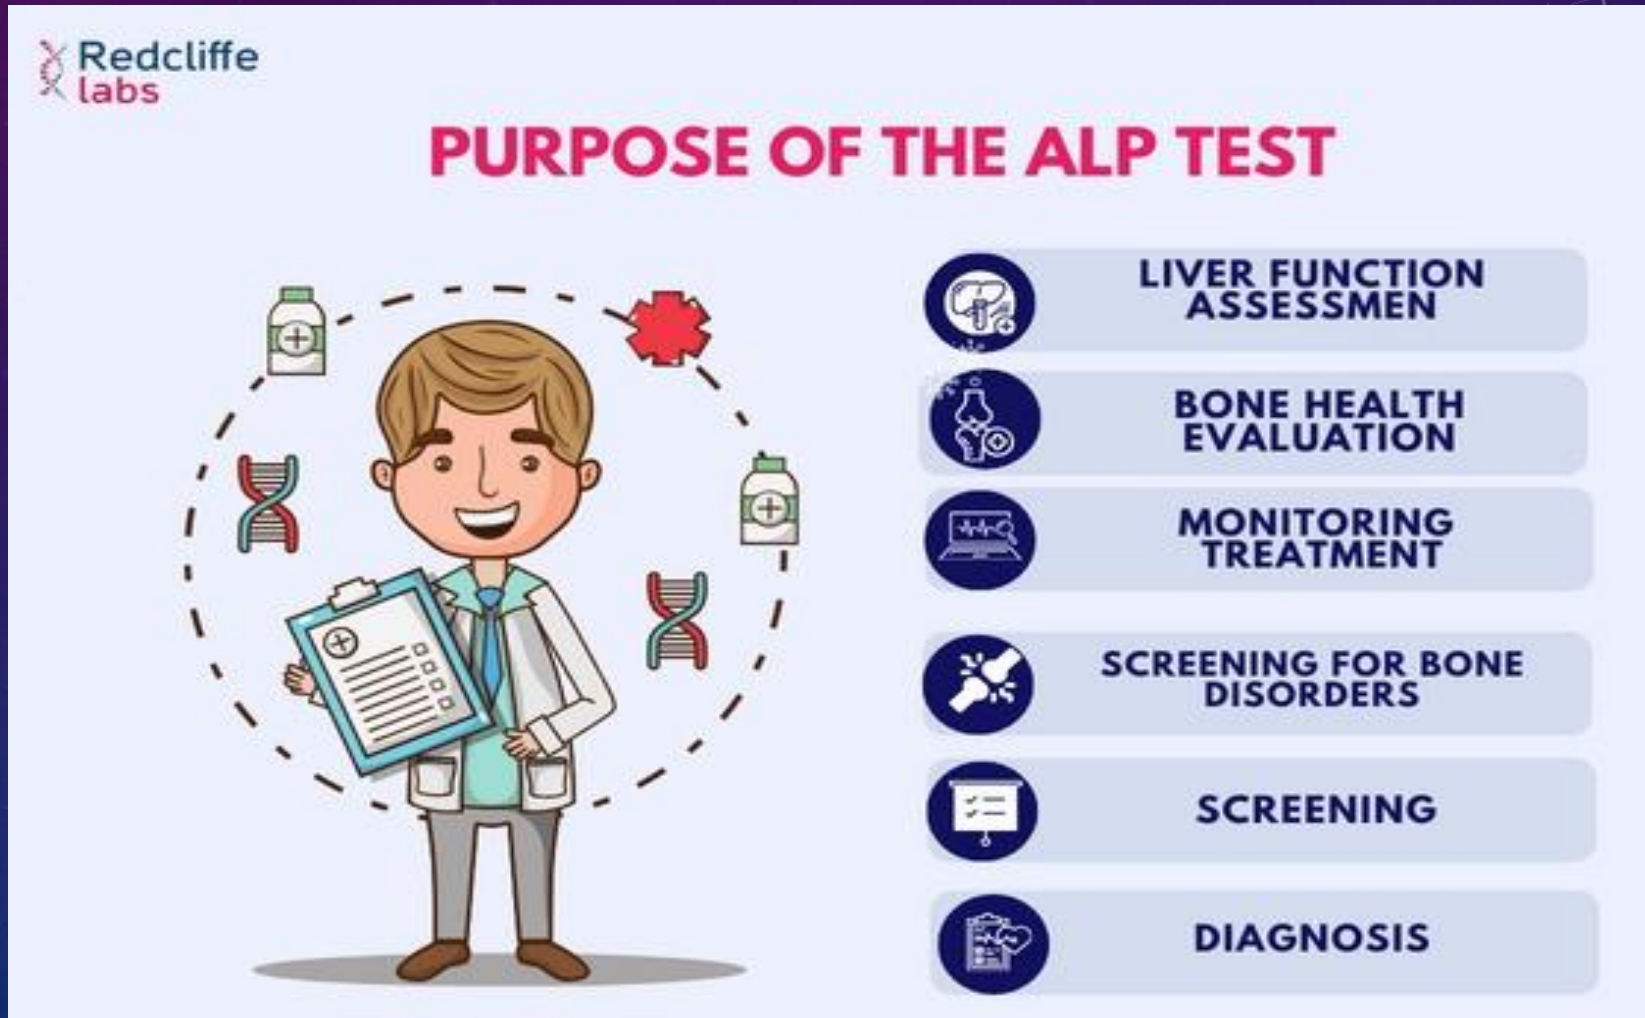 Redcliffe
labs
PURPOSE OF THE ALP TEST
LIVER FUNCTION
ASSESSMEN
BONE HEALTH
EVALUATION
MONITORING
TREATMENT
SCREENING FOR BONE
DISORDERS
SCREENING
DIAGNOSIS